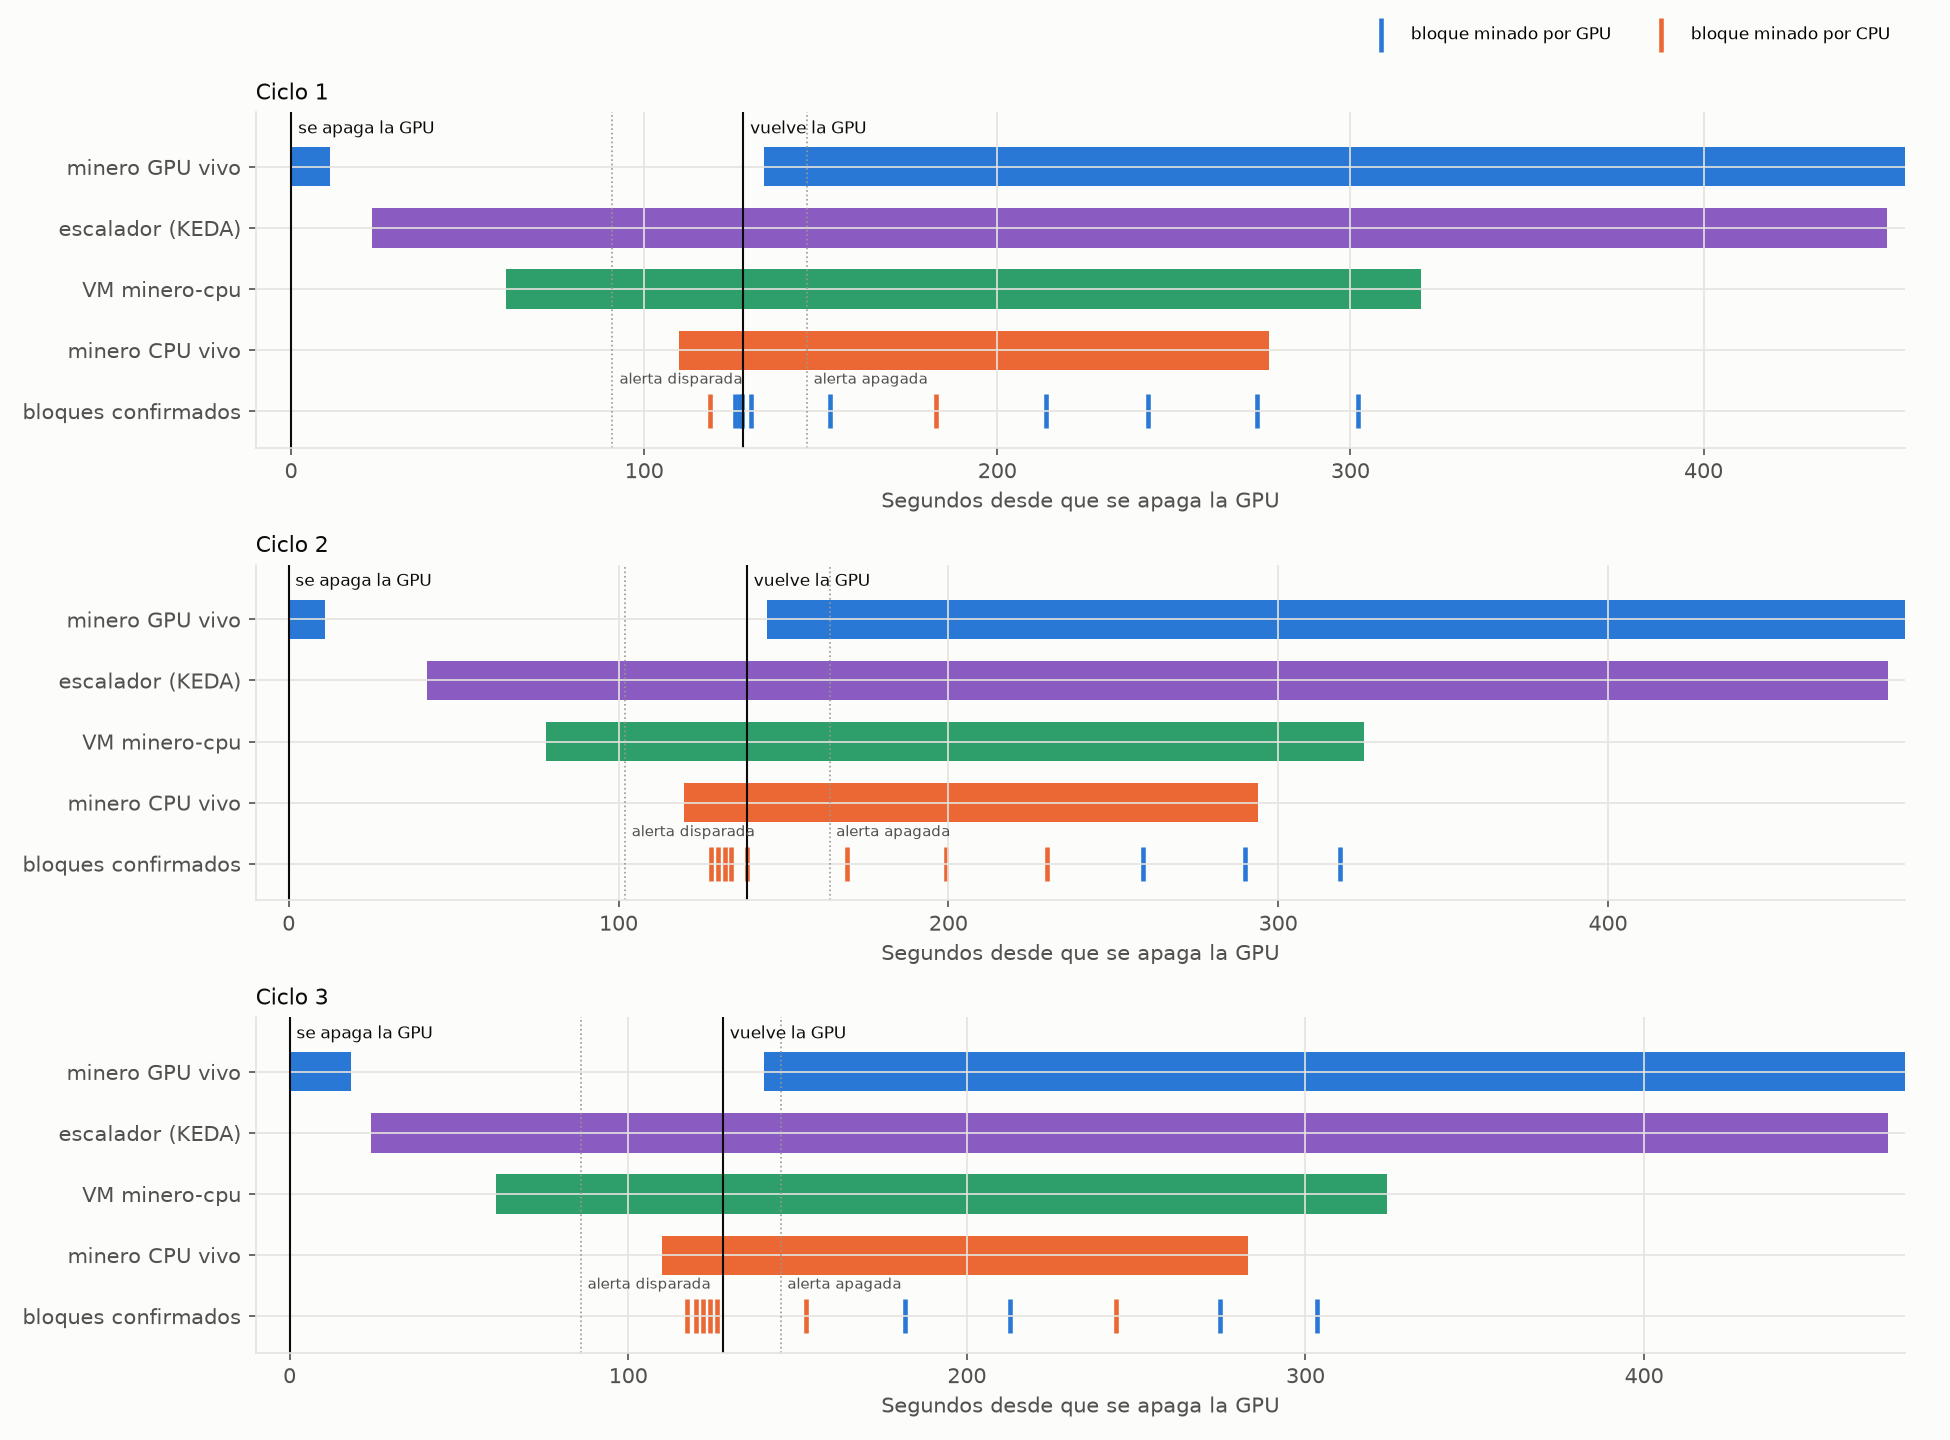 bloque minado por GPU
bloque minado por CPU
Ciclo 1
se apaga la GPU
vuelve la GPU
minero GPU vivo
escalador (KEDA)
VM minero-cpu
minero CPU vivo
alerta disparada
alerta apagada
bloques confirmados
0 100 200 300 400
Segundos desde que se apaga la GPU
Ciclo 2
se apaga la GPU
vuelve la GPU
minero GPU vivo
escalador (KEDA)
VM minero-cpu
minero CPU vivo
alerta disparada
alerta apagada
bloques confirmados
0 100 200 300 400
Segundos desde que se apaga la GPU
Ciclo 3
se apaga la GPU
vuelve la GPU
minero GPU vivo
escalador (KEDA)
VM minero-cpu
minero CPU vivo
alerta disparada
alerta apagada
bloques confirmados
0 100 200 300 400
Segundos desde que se apaga la GPU